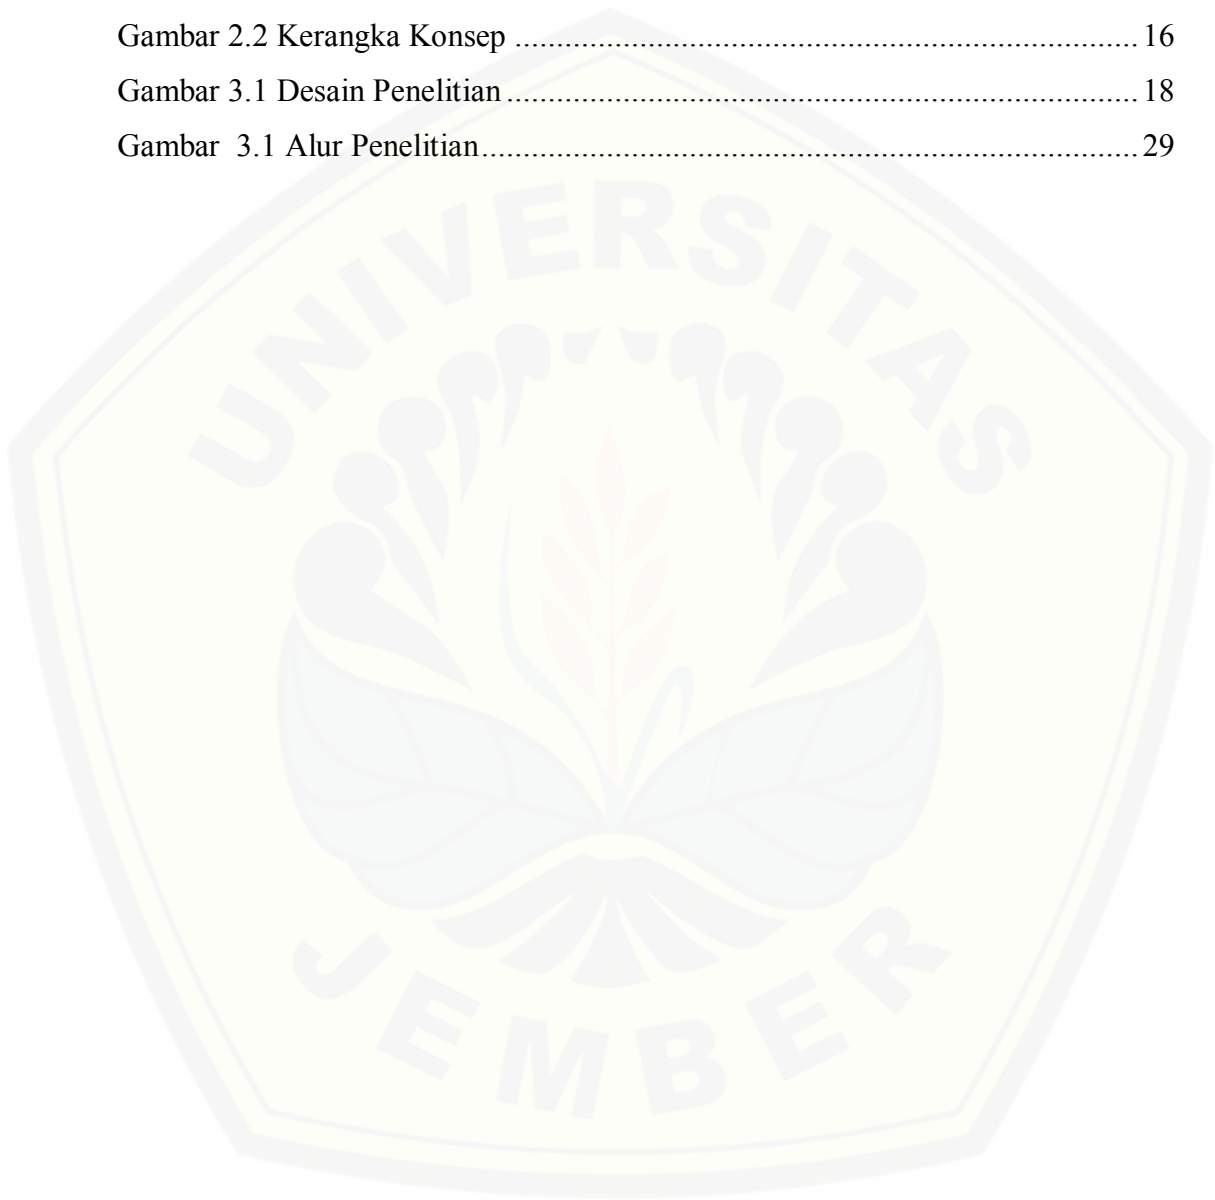 Gambar 2.2 Kerangka Konsep ............................................................................... 16
Gambar 3.1 Desain Penelitian ................................................................................ 18
Gambar  3.1 Alur Penelitian................................................................................... 29
UNIVERSITAS
JEMBER